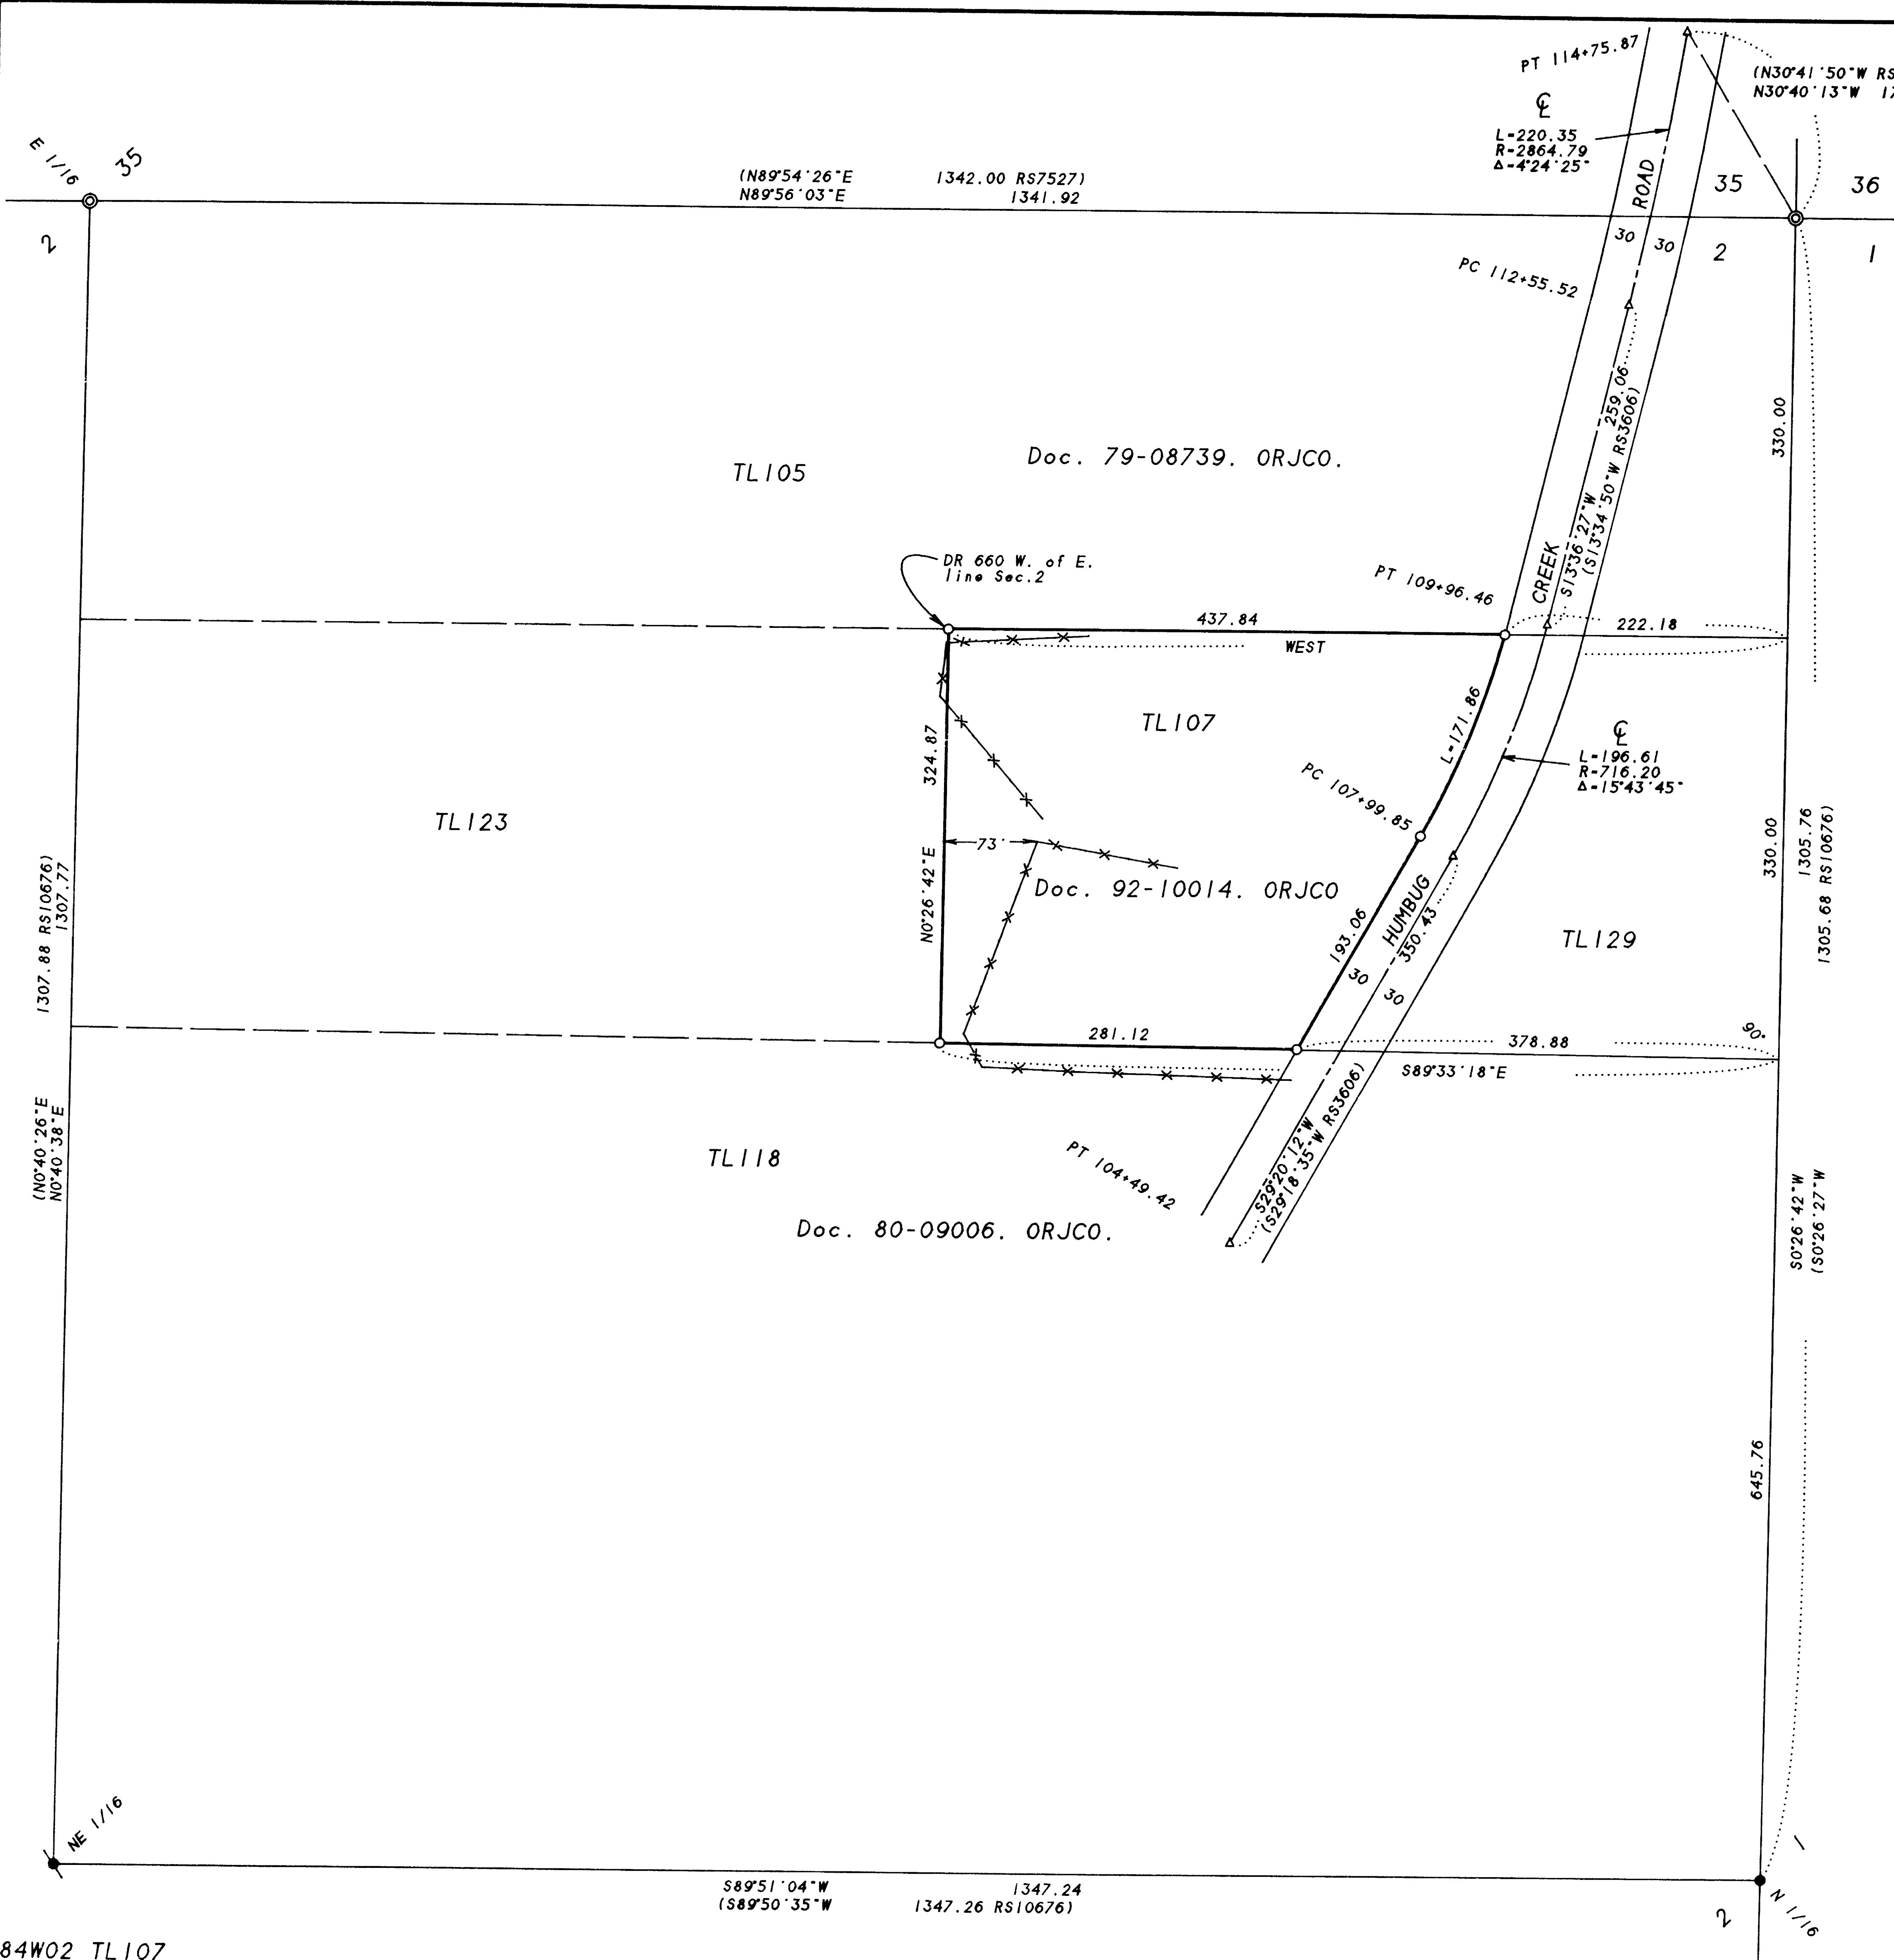 PT 114+75.87
(N30°41'50"W RS
N30°40'13"W 17
℄
L=220.35
R=2864.79
Δ=4°24'25"
E 1/16
35
(N89°54'26"E 1342.00 RS7527)
N89°56'03"E 1341.92
ROAD
35
36
2
30
30
2
1
PC 112+55.52
330.00
259.06
S13°36'27"W
(S13°34'50"W RS3606)
TL105
Doc. 79-08739. ORJCO.
DR 660 W. of E.
line Sec.2
PT 109+96.46
CREEK
437.84
WEST
222.18
TL107
324.87
L=171.86
℄
L=196.61
R=716.20
Δ=15°43'45"
PC 107+99.85
TL123
73'
N0°26'42"E
Doc. 92-10014. ORJCO
HUMBUG
350.43
193.06
30
30
TL129
330.00
1305.76
1305.68 RS10676)
1307.88 RS10676)
1307.77
281.12
378.88
90°
S89°33'18"E
(N0°40'26"E
N0°40'38"E
TL118
PT 104+49.42
S29°20'12"W
(S29°18'35"W RS3606)
Doc. 80-09006. ORJCO.
S0°26'42"W
(S0°26'27"W
645.76
NE 1/16
1
S89°51'04"W 1347.24
(S89°50'35"W 1347.26 RS10676)
2
N 1/16
84W02 TL107